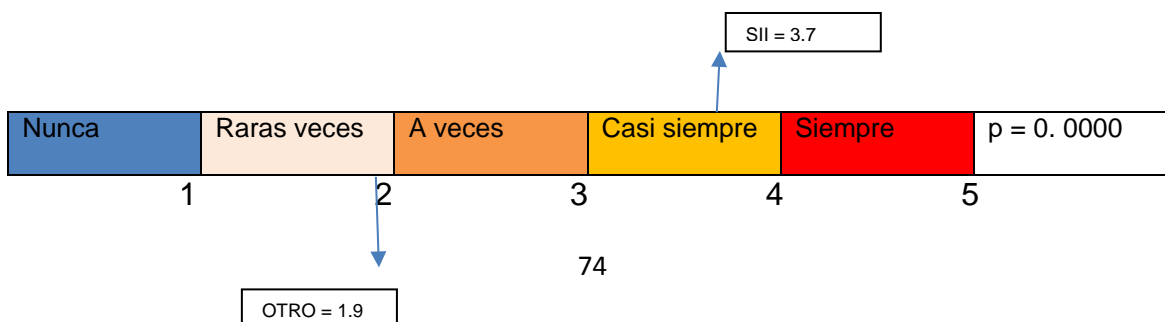 SII = 3.7
Nunca Raras veces A veces Casi siempre Siempre p = 0. 0000
1 2 3 4 5
74
OTRO = 1.9